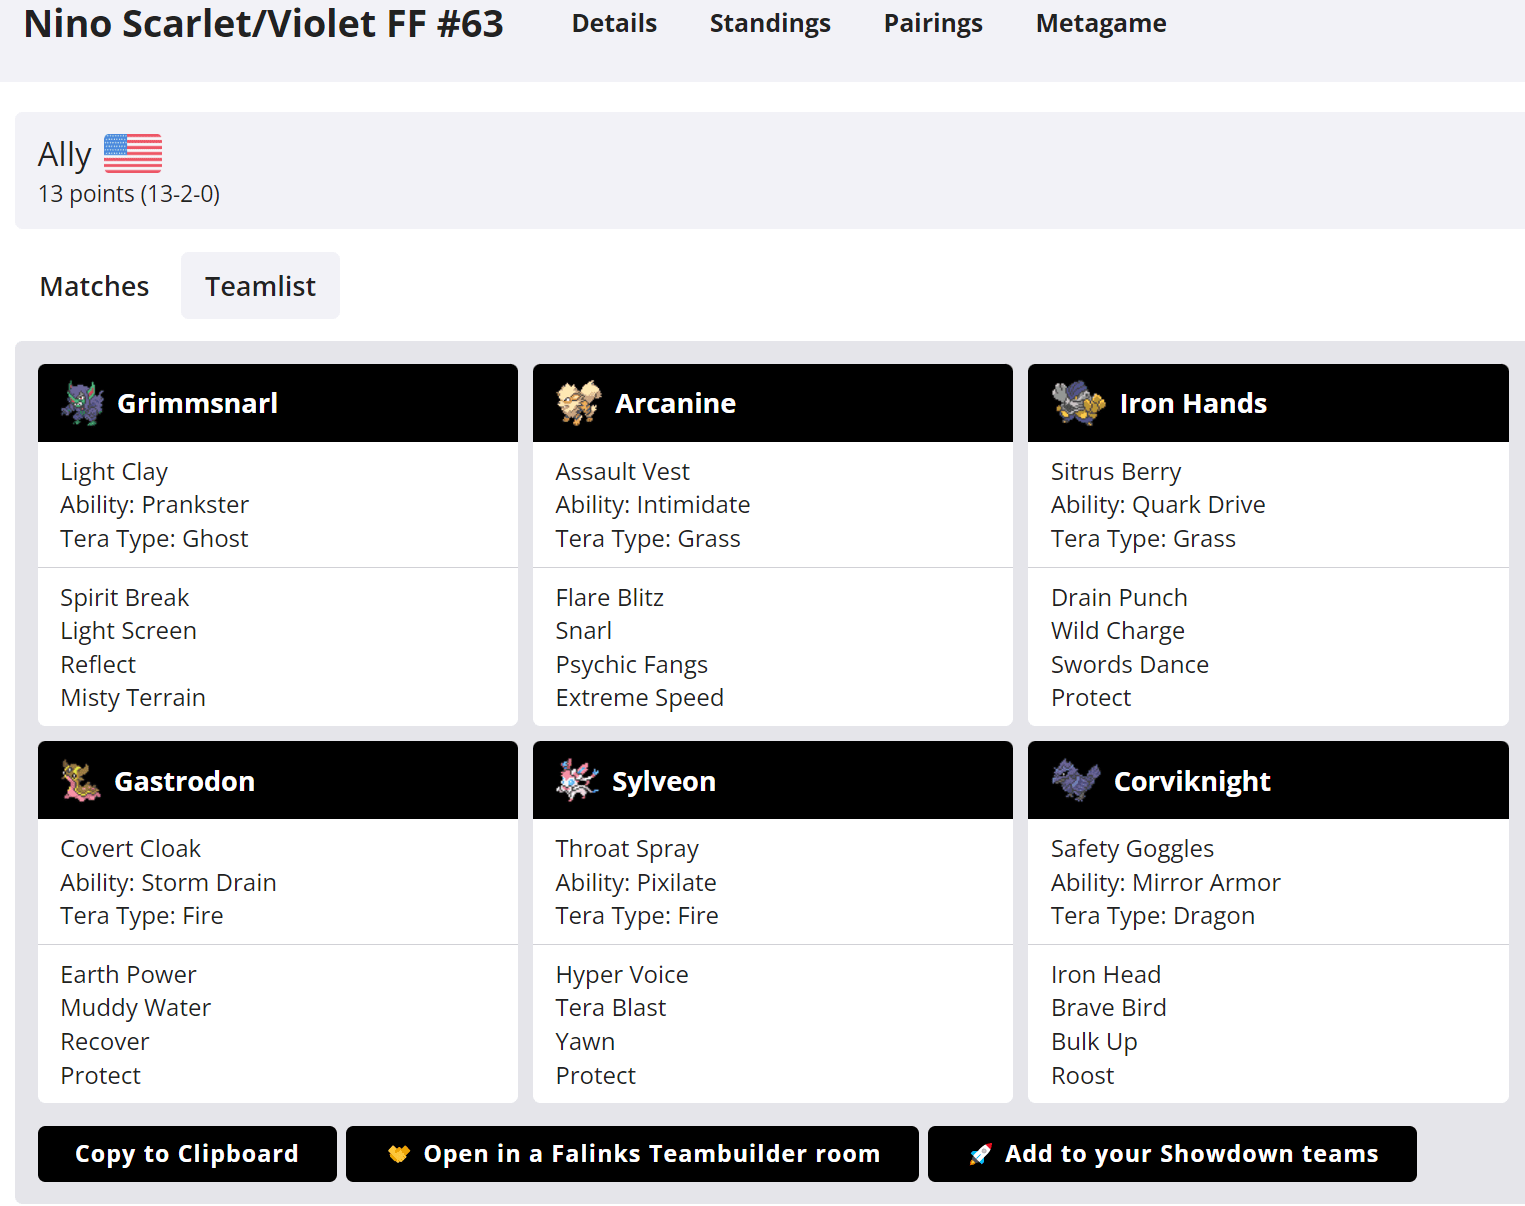 Nino Scarlet/Violet FF #63
Details
Standings
Pairings
Metagame
Ally
13 points (13-2-0)
Matches
Teamlist
Grimmsnarl
Light Clay
Ability: Prankster
Tera Type: Ghost
Spirit Break
Light Screen
Reflect
Misty Terrain
Arcanine
Assault Vest
Ability: Intimidate
Tera Type: Grass
Flare Blitz
Snarl
Psychic Fangs
Extreme Speed
Iron Hands
Sitrus Berry
Ability: Quark Drive
Tera Type: Grass
Drain Punch
Wild Charge
Swords Dance
Protect
Gastrodon
Covert Cloak
Ability: Storm Drain
Tera Type: Fire
Earth Power
Muddy Water
Recover
Protect
Sylveon
Throat Spray
Ability: Pixilate
Tera Type: Fire
Hyper Voice
Tera Blast
Yawn
Protect
Corviknight
Safety Goggles
Ability: Mirror Armor
Tera Type: Dragon
Iron Head
Brave Bird
Bulk Up
Roost
Copy to Clipboard
Open in a Falinks Teambuilder room
Add to your Showdown teams